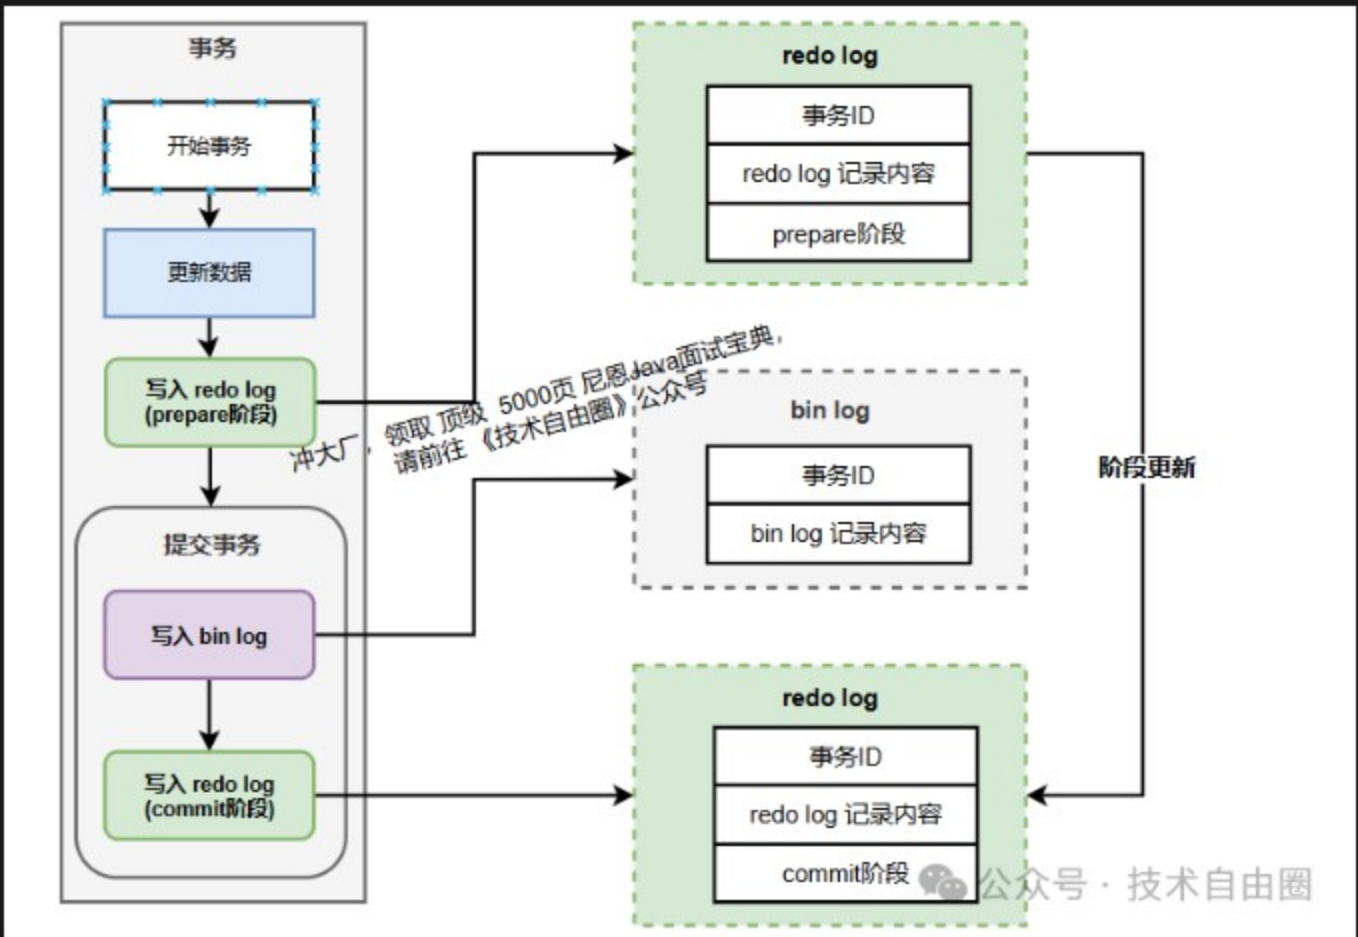 事务
开始事务
更新数据
写入 redo log
(prepare阶段)
提交事务
写入 bin log
写入 redo log
(commit阶段)
redo log
事务ID
redo log 记录内容
prepare阶段
冲大厂，领取 顶级 5000页 尼恩Java面试宝典，
请前往 《技术自由圈》公众号
bin log
事务ID
bin log 记录内容
阶段更新
redo log
事务ID
redo log 记录内容
commit阶段
公众号 · 技术自由圈